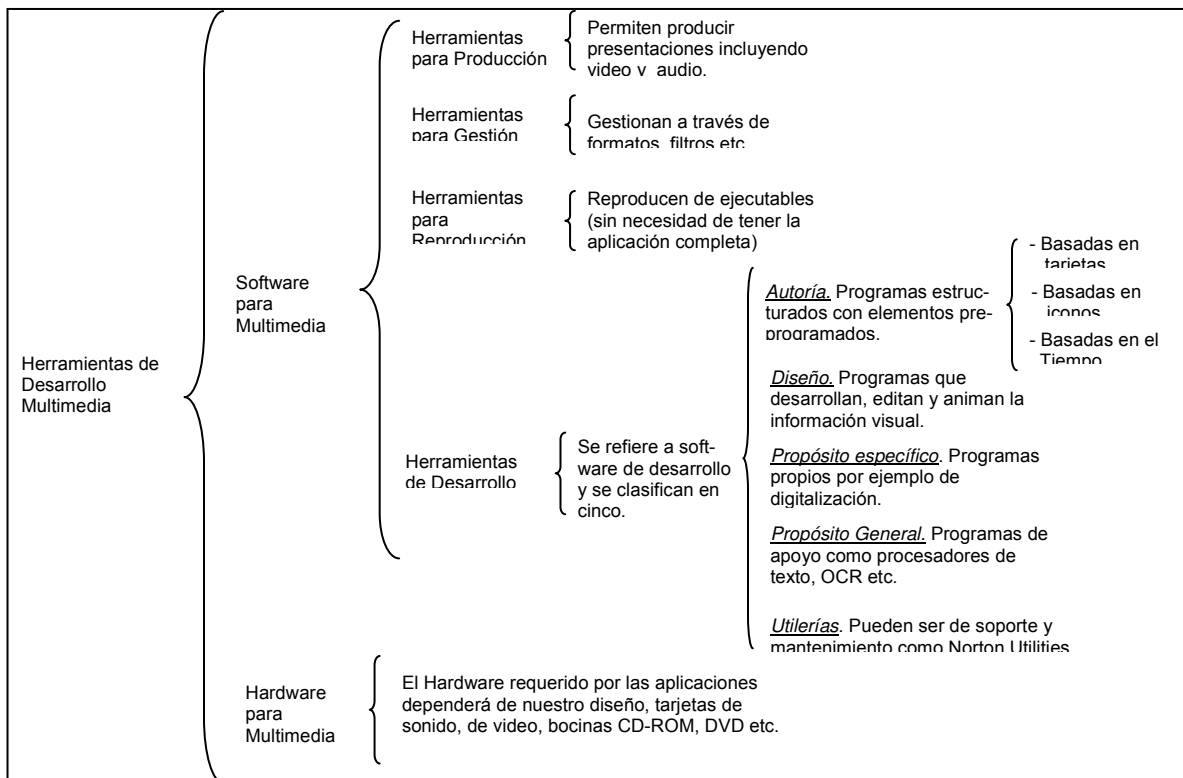 Herramientas de
Desarrollo
Multimedia
Software
para
Multimedia
Herramientas
para Producción
Permiten producir
presentaciones incluyendo
video y audio.
Herramientas
para Gestión
Gestionan a través de
formatos, filtros etc
Herramientas
para
Reproducción
Reproducen de ejecutables
(sin necesidad de tener la
aplicación completa)
Herramientas
de Desarrollo
Se refiere a soft-
ware de desarrollo
y se clasifican en
cinco.
Autoría. Programas estruc-
turados con elementos pre-
programados.
- Basadas en
tarjetas
- Basadas en
iconos
- Basadas en el
Tiempo
Diseño. Programas que
desarrollan, editan y animan la
información visual.
Propósito específico. Programas
propios por ejemplo de
digitalización.
Propósito General. Programas de
apoyo como procesadores de
texto, OCR etc.
Utilerías. Pueden ser de soporte y
mantenimiento como Norton Utilities
Hardware
para
Multimedia
El Hardware requerido por las aplicaciones
dependerá de nuestro diseño, tarjetas de
sonido, de video, bocinas CD-ROM, DVD etc.